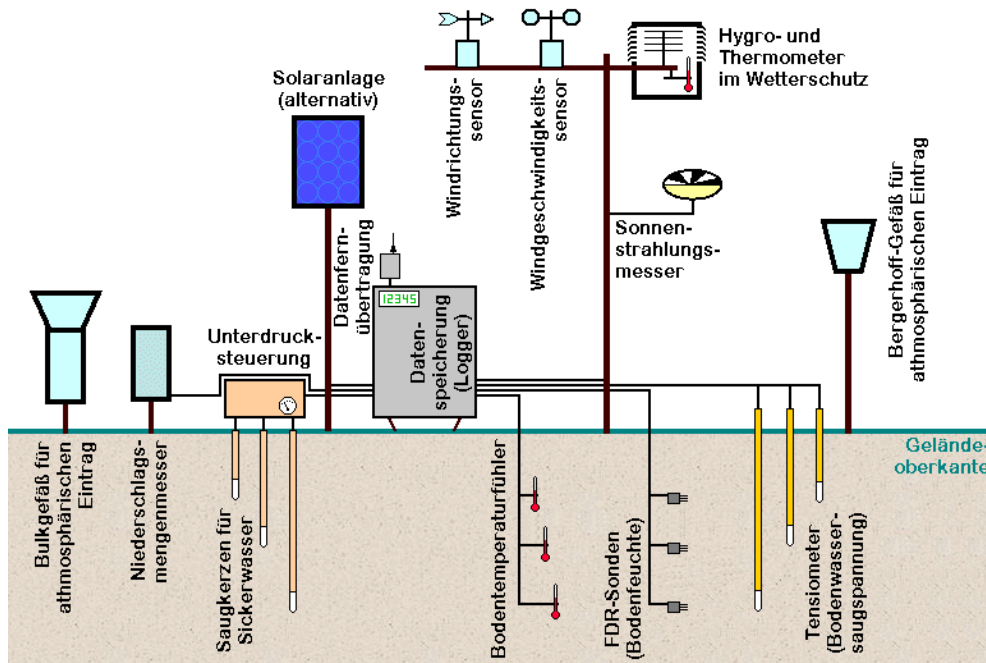 Solaranlage
(alternativ)
Windrichtungs-
sensor
Windgeschwindigkeits-
sensor
Hygro- und
Thermometer
im Wetterschutz
Sonnen-
strahlungs-
messer
Bergerhoff-Gefäß für
athmosphärischen Eintrag
Datenfern-
übertragung
12345
Daten-
speicherung
(Logger)
Unterdruck-
steuerung
Gelände-
oberkante
Bulkgefäß für
athmosphärischen
Eintrag
Niederschlags-
mengenmesser
Saugkerzen für
Sickerwasser
Bodentemperaturfühler
FDR-Sonden
(Bodenfeuchte)
Tensiometer
(Bodenwasser-
saugspannung)